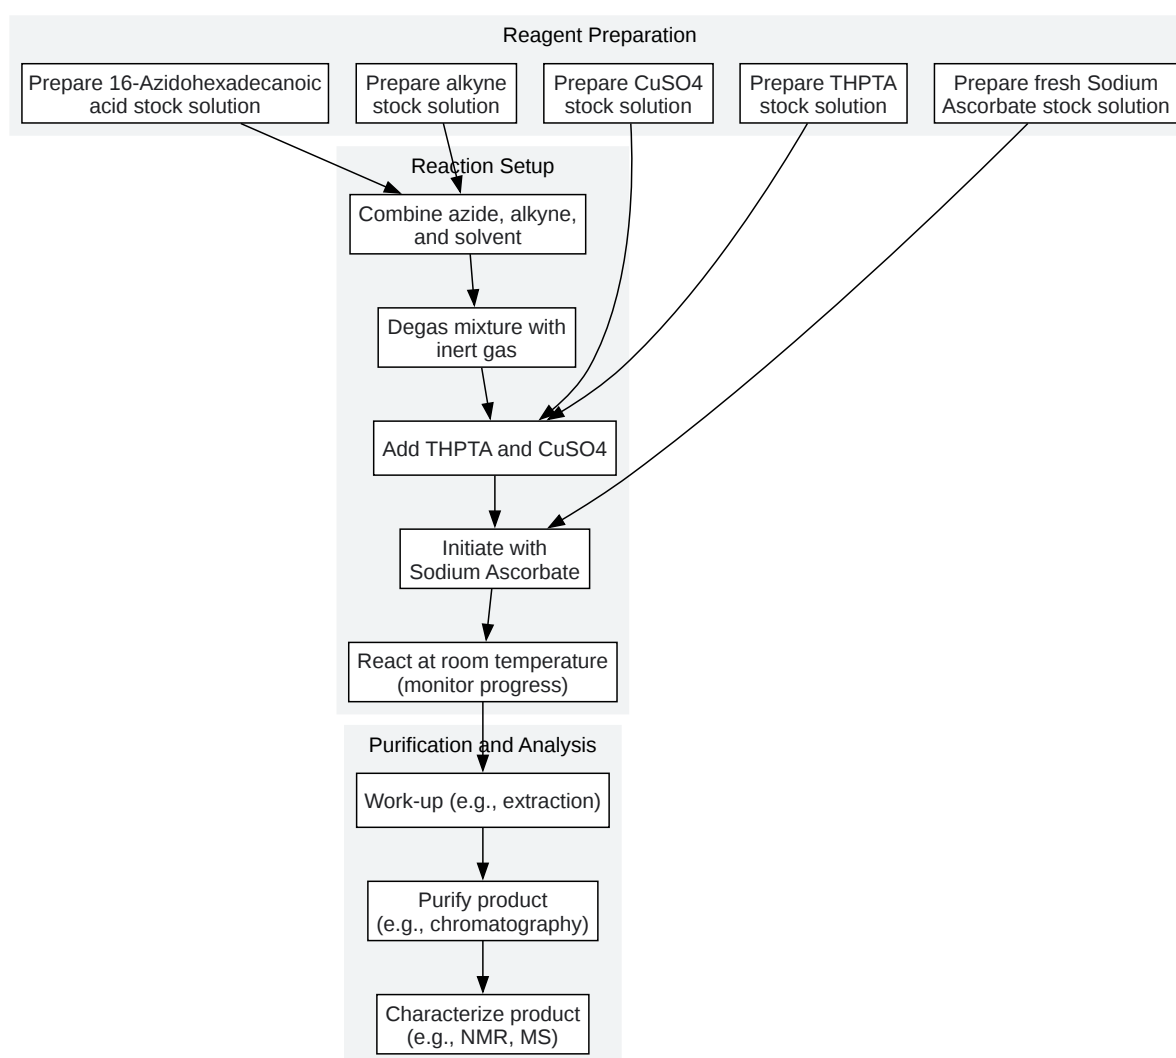 Reagent Preparation
Prepare 16-Azidohexadecanoic
acid stock solution
Prepare alkyne
stock solution
Prepare CuSO4
stock solution
Prepare THPTA
stock solution
Prepare fresh Sodium
Ascorbate stock solution
Reaction Setup
Combine azide, alkyne,
and solvent
Degas mixture with
inert gas
Add THPTA and CuSO4
Initiate with
Sodium Ascorbate
React at room temperature
(monitor progress)
Purification and Analysis
Work-up (e.g., extraction)
Purify product
(e.g., chromatography)
Characterize product
(e.g., NMR, MS)